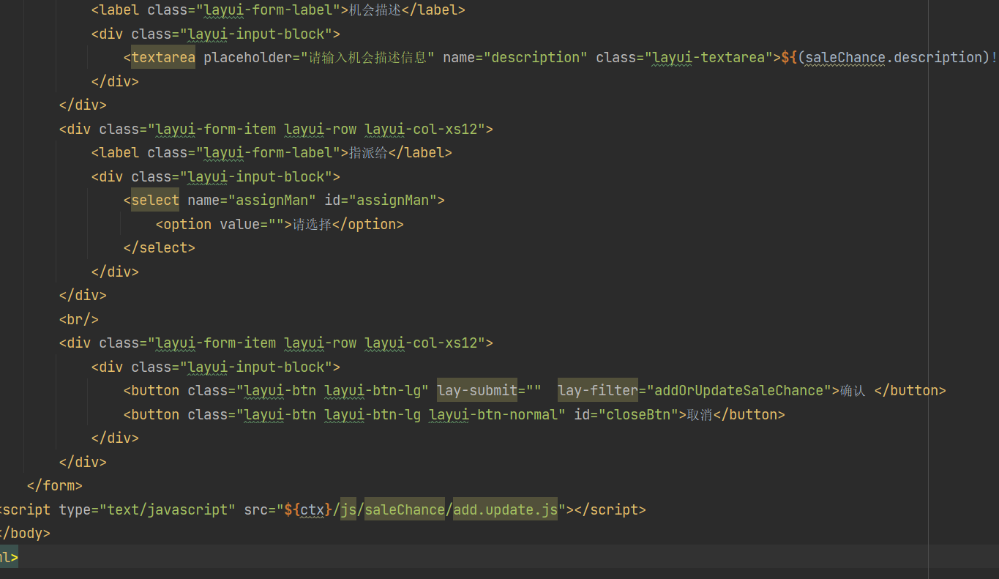 <label class="layui-form-label">机会描述</label>
<div class="layui-input-block">
<textarea placeholder="请输入机会描述信息" name="description" class="layui-textarea">${(saleChance.description)!
</div>
</div>
<div class="layui-form-item layui-row layui-col-xs12">
<label class="layui-form-label">指派给</label>
<div class="layui-input-block">
<select name="assignMan" id="assignMan">
<option value="">请选择</option>
</select>
</div>
</div>
<br/>
<div class="layui-form-item layui-row layui-col-xs12">
<div class="layui-input-block">
<button class="layui-btn layui-btn-lg" lay-submit=""  lay-filter="addOrUpdateSaleChance">确认 </button>
<button class="layui-btn layui-btn-lg layui-btn-normal" id="closeBtn">取消</button>
</div>
</div>
</form>
<script type="text/javascript" src="${ctx}/js/saleChance/add.update.js"></script>
</body>
ml>